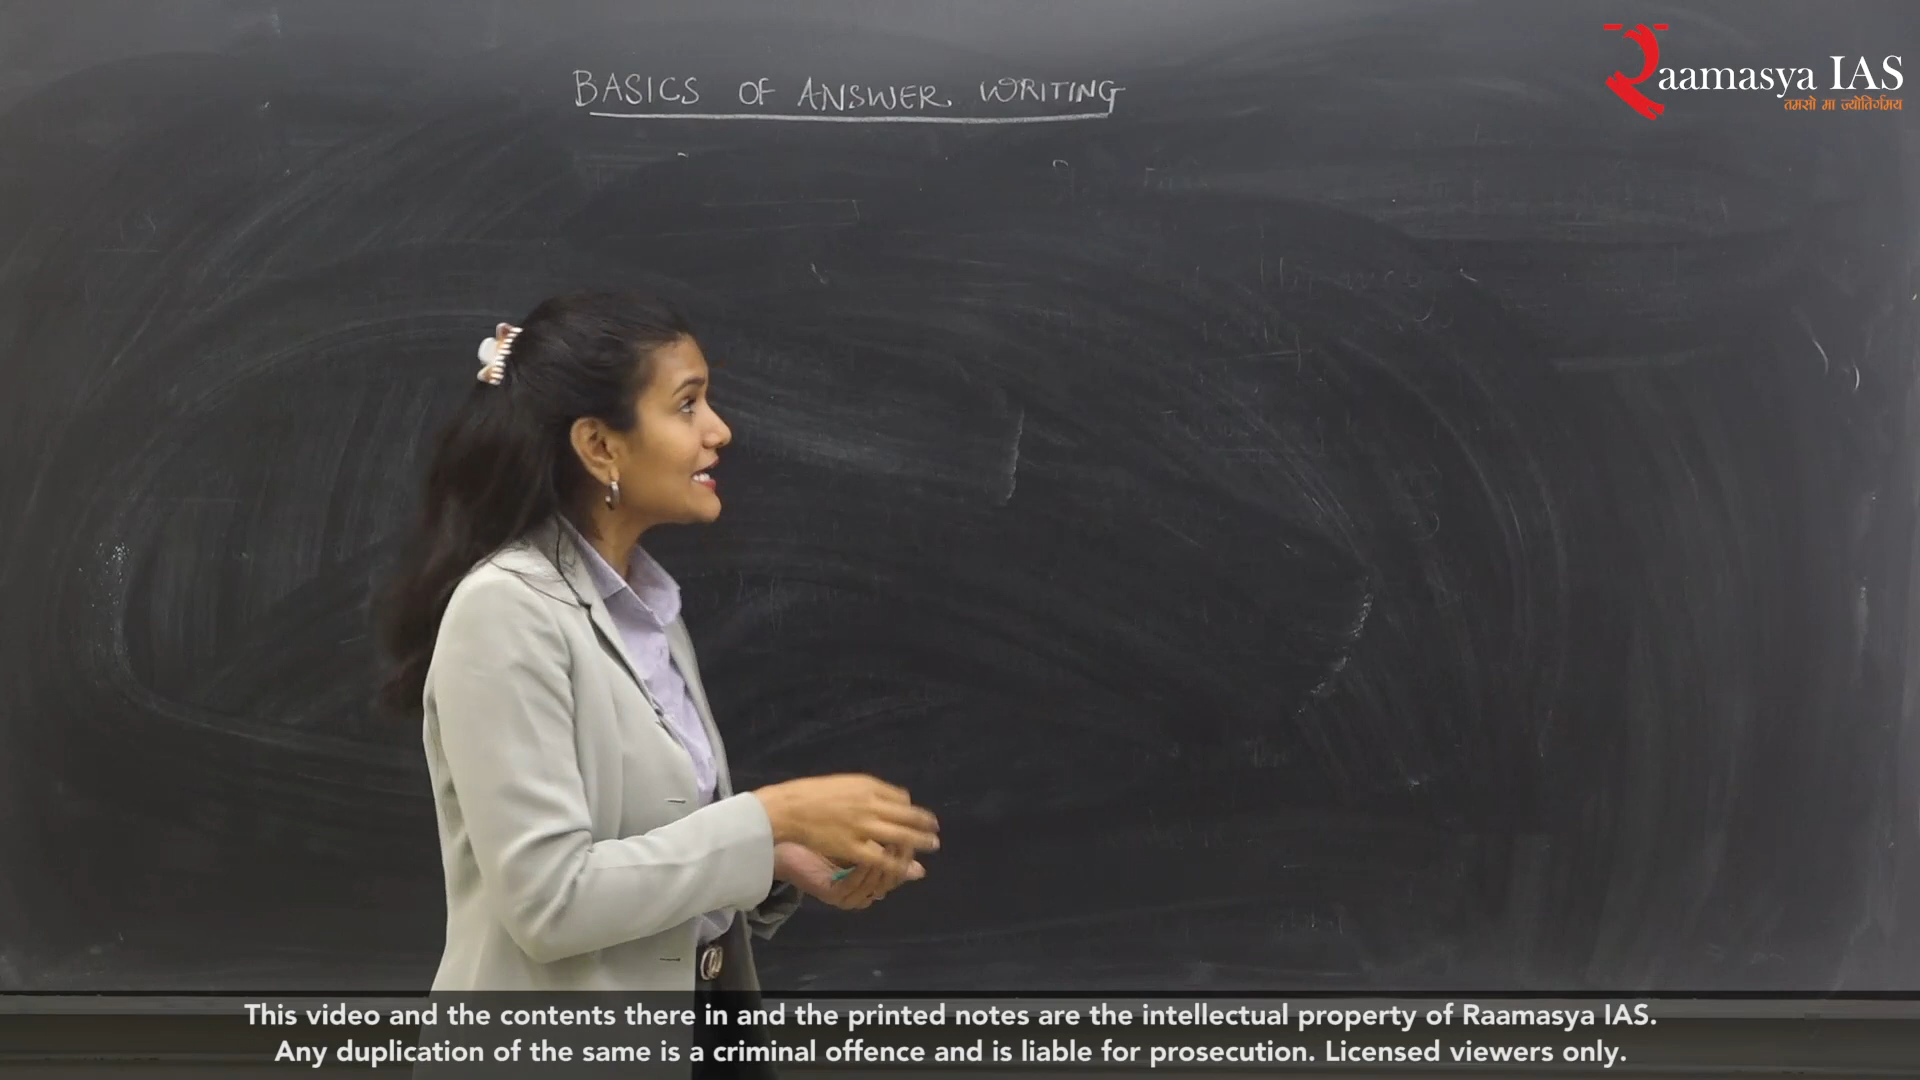 BASICS OF ANSWER WRITING
Raamasya IAS
तमसो मा ज्योतिर्गमय
This video and the contents there in and the printed notes are the intellectual property of Raamasya IAS.
Any duplication of the same is a criminal offence and is liable for prosecution. Licensed viewers only.